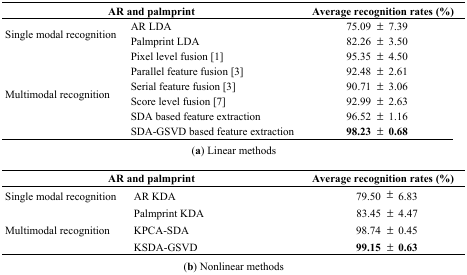 AR and palmprint Average recognition rates (%)
Single modal recognition AR LDA 75.09 ± 7.39
Palmprint LDA 82.26 ± 3.50
Pixel level fusion [1] 95.35 ± 4.50
Parallel feature fusion [3] 92.48 ± 2.61
Multimodal recognition Serial feature fusion [3] 90.71 ± 3.06
Score level fusion [7] 92.99 ± 2.63
SDA based feature extraction 96.52 ± 1.16
SDA-GSVD based feature extraction 98.23 ± 0.68
(a) Linear methods
AR and palmprint Average recognition rates (%)
Single modal recognition AR KDA 79.50 ± 6.83
Palmprint KDA 83.45 ± 4.47
Multimodal recognition KPCA-SDA 98.74 ± 0.45
KSDA-GSVD 99.15 ± 0.63
(b) Nonlinear methods